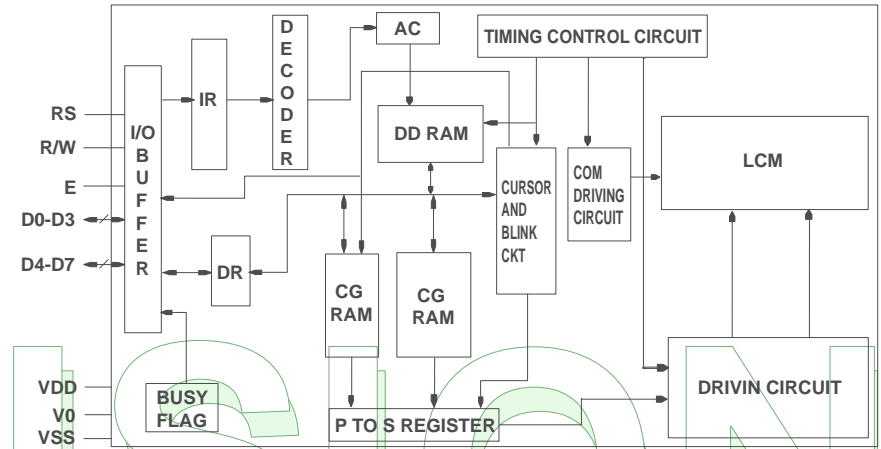 RS
R/W
E
D0-D3
D4-D7
VDD
V0
VSS
I/O
B
U
F
F
E
R
IR
D
E
C
O
D
E
R
AC
TIMING CONTROL CIRCUIT
DD RAM
CURSOR
AND
BLINK
CKT
COM
DRIVING
CIRCUIT
LCM
DR
CG
RAM
CG
RAM
BUSY
FLAG
P TO S REGISTER
DRIVIN CIRCUIT